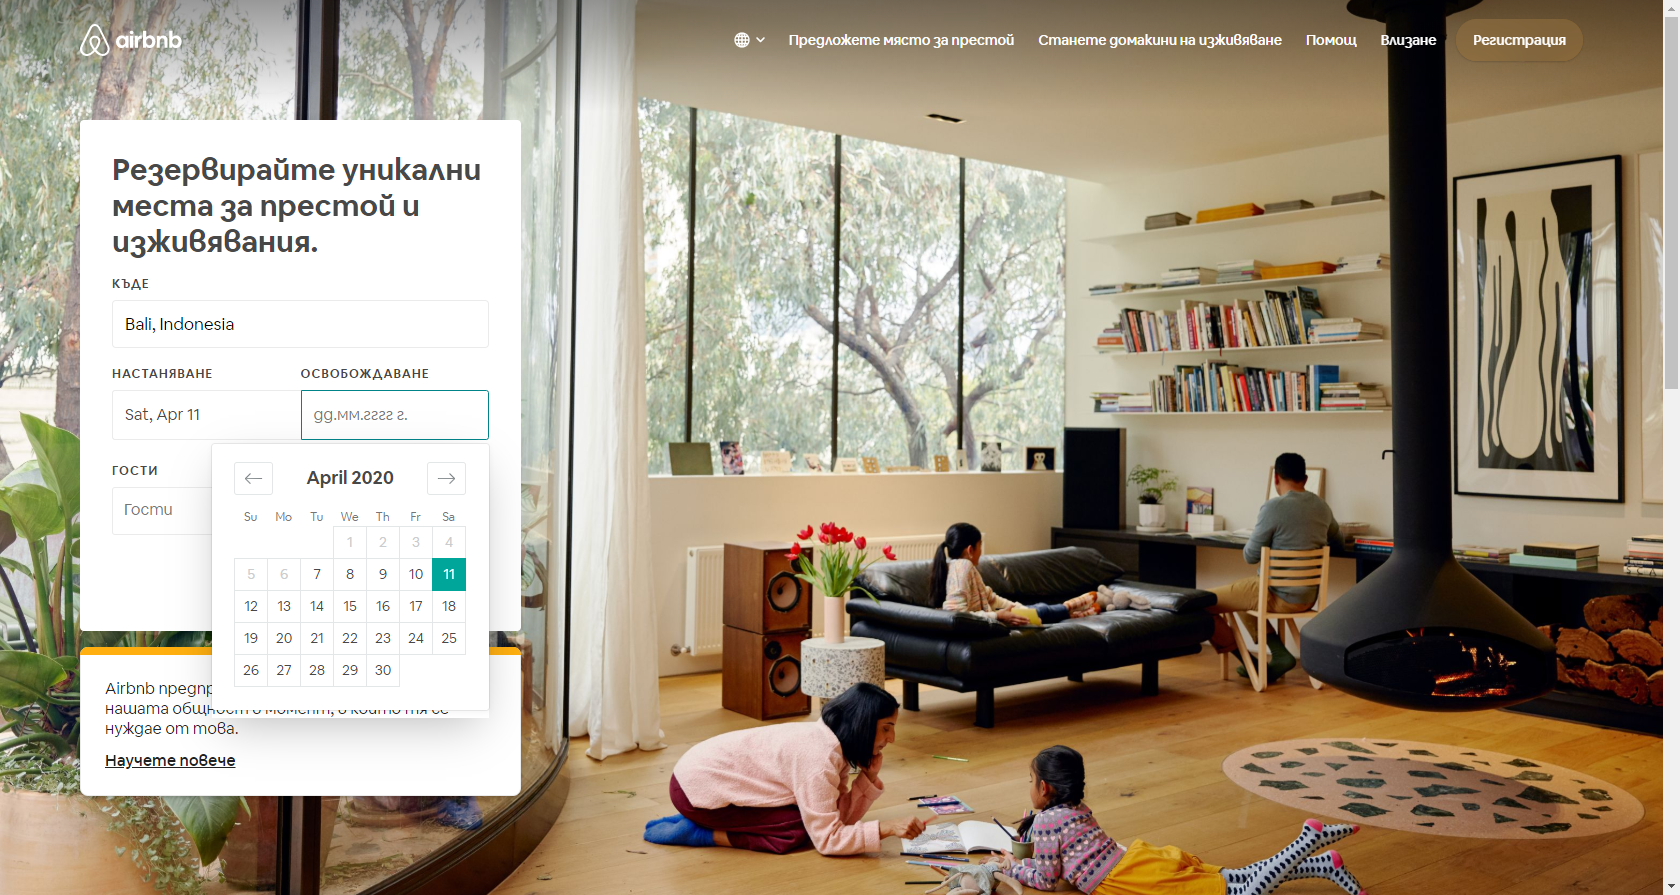 airbnb
Предложете място за престой
Станете домакини на изживяване
Помощ
Влизане
Регистрация
Резервирайте уникални
места за престой и
изживявания.
КЪДЕ
Bali, Indonesia
НАСТАНЯВАНЕ
ОСВОБОЖДАВАНЕ
Sat, Apr 11
дд.мм.гггг г.
ГОСТИ
Гости
April 2020
Su Mo Tu We Th Fr Sa
1 2 3 4
5 6 7 8 9 10 11
12 13 14 15 16 17 18
19 20 21 22 23 24 25
26 27 28 29 30
Airbnb
нашата
нуждае от това.
Научете повече